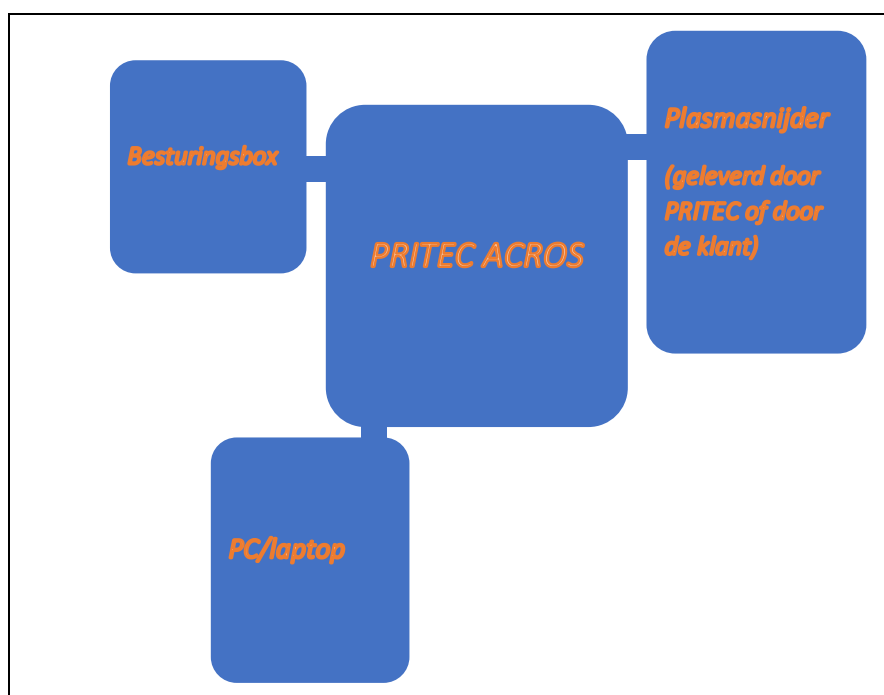 Besturingsbox
PRITEC ACROS
Plasmasnijder
(geleverd door
PRITEC of door
de klant)
PC/laptop